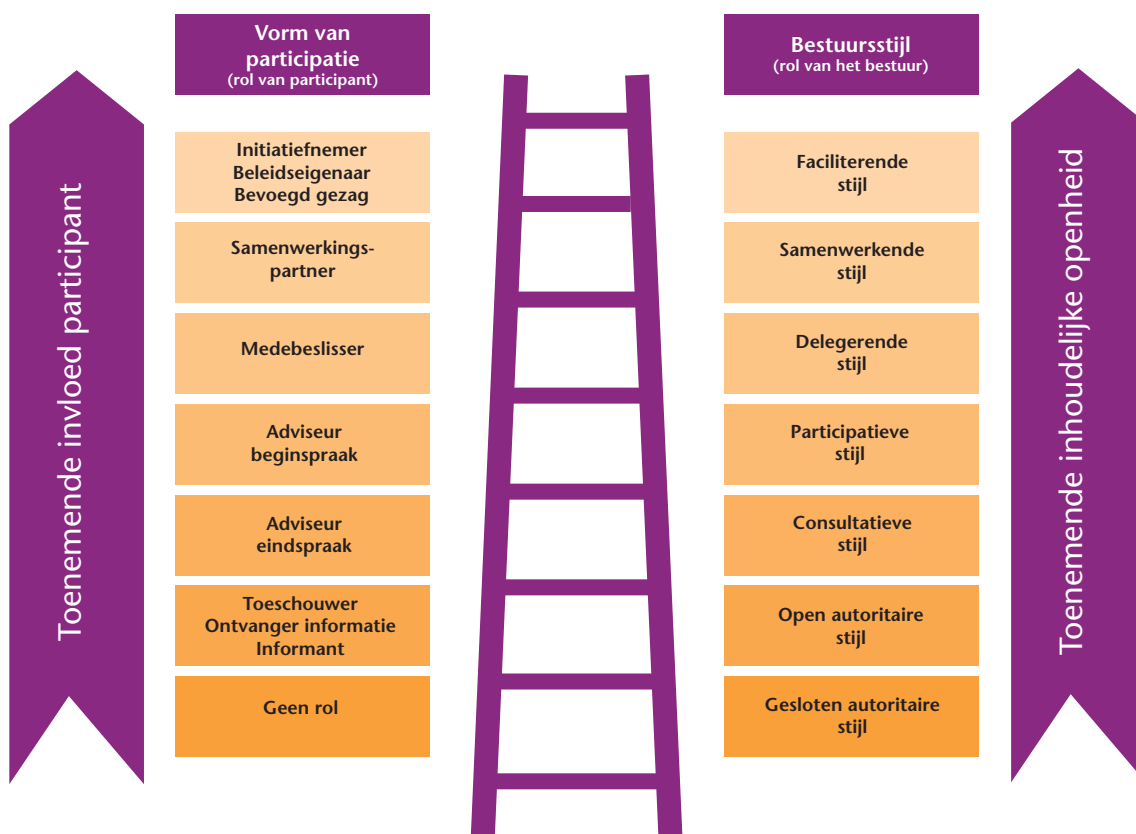 Toenemende invloed participant
Vorm van
participatie
(rol van participant)
Initiatiefnemer
Beleidseigenaar
Bevoegd gezag
Samenwerkings-
partner
Medebeslisser
Adviseur
beginspraak
Adviseur
eindspraak
Toeschouwer
Ontvanger informatie
Informant
Geen rol
Bestuursstijl
(rol van het bestuur)
Faciliterende
stijl
Samenwerkende
stijl
Delegerende
stijl
Participatieve
stijl
Consultatieve
stijl
Open autoritaire
stijl
Gesloten autoritaire
stijl
Toenemende inhoudelijke openheid